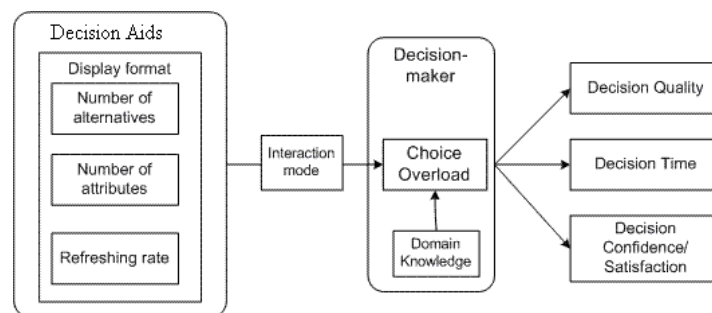 Decision Aids
Display format
Number of
alternatives
Number of
attributes
Refreshing rate
Interaction
mode
Decision-
maker
Choice
Overload
Domain
Knowledge
Decision Quality
Decision Time
Decision
Confidence/
Satisfaction